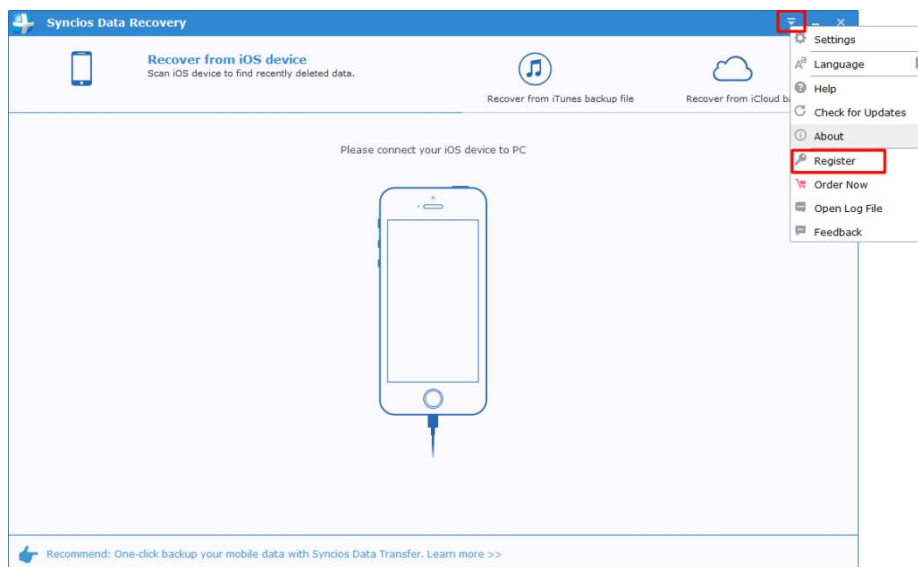 Syncios Data Recovery
Recover from iOS device
Scan iOS device to find recently deleted data.
Recover from iTunes backup file
Recover from iCloud ba
Settings
Language
Help
Check for Updates
About
Register
Order Now
Open Log File
Feedback
Please connect your iOS device to PC
Recommend: One-click backup your mobile data with Syncios Data Transfer. Learn more >>